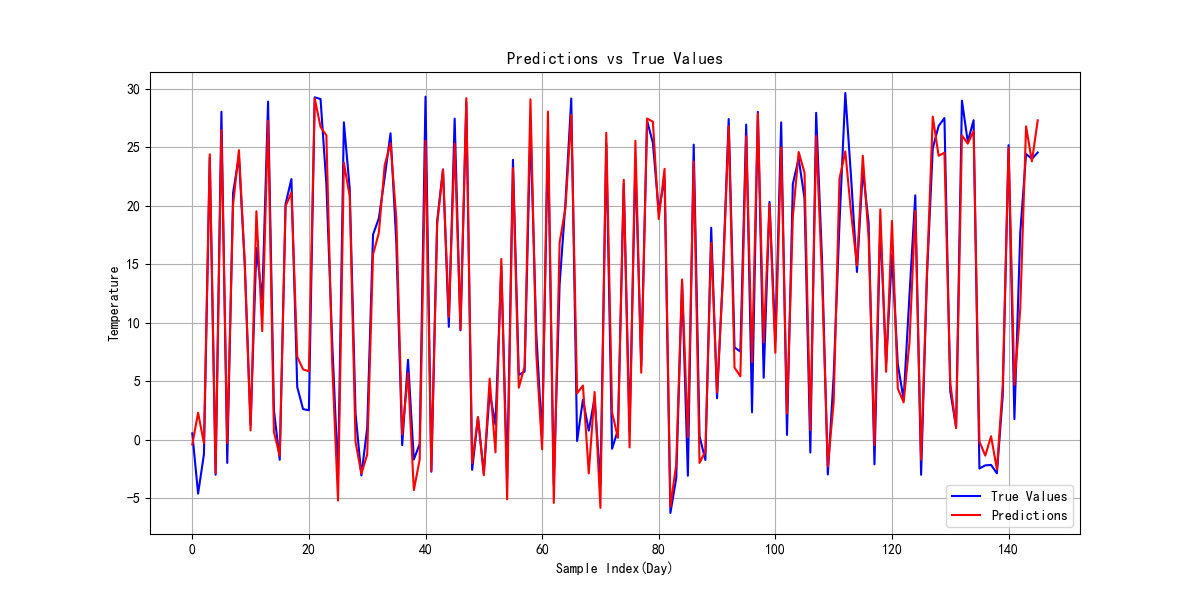 Predictions vs True Values
Temperature
30
25
20
15
10
5
0
−5
0 20 40 60 80 100 120 140
Sample Index(Day)
True Values
Predictions